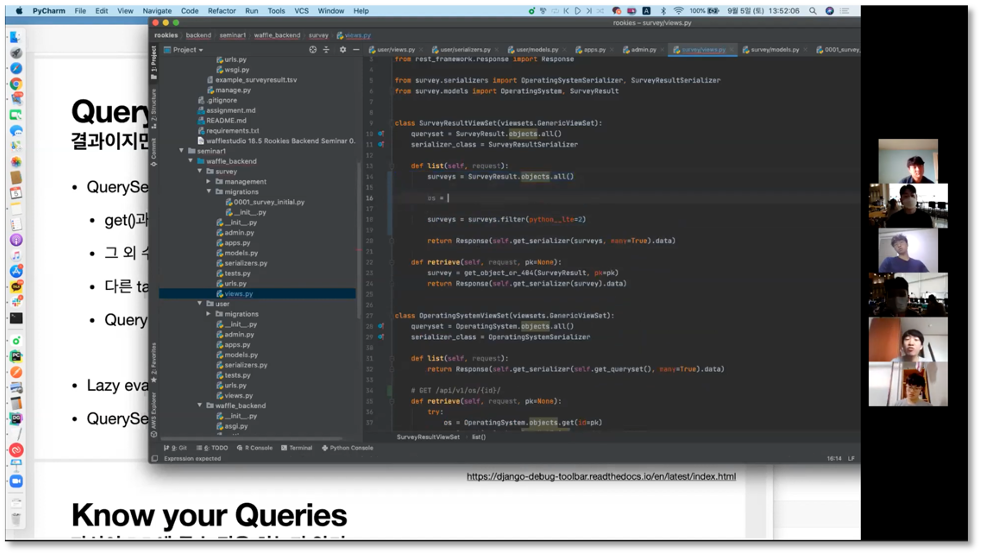 PyCharm File Edit View Navigate Code Refactor Run Tools VCS Window Help
100% 9월 5일 (토) 13:52:06
rookies – survey/views.py
rookies backend seminar1 waffle_backend survey views.py
Project
user/views.py user/serializers.py user/models.py apps.py admin.py survey/views.py survey/models.py 0001_survey
urls.py
wsgi.py
example_surveyresult.tsv
manage.py
.gitignore
assignment.md
README.md
requirements.txt
wafflestudio 18.5 Rookies Backend Seminar 0.
seminar1
waffle_backend
survey
management
migrations
0001_survey_initial.py
__init__.py
__init__.py
admin.py
apps.py
models.py
serializers.py
tests.py
urls.py
views.py
user
migrations
__init__.py
admin.py
apps.py
models.py
serializers.py
tests.py
urls.py
views.py
waffle_backend
__init__.py
asgi.py
from rest_framework.response import Response
from survey.serializers import OperatingSystemSerializer, SurveyResultSerializer
from survey.models import OperatingSystem, SurveyResult
class SurveyResultViewSet(viewsets.GenericViewSet):
queryset = SurveyResult.objects.all()
serializer_class = SurveyResultSerializer
def list(self, request):
surveys = SurveyResult.objects.all()
os =
surveys = surveys.filter(python__lte=2)
return Response(self.get_serializer(surveys, many=True).data)
def retrieve(self, request, pk=None):
survey = get_object_or_404(SurveyResult, pk=pk)
return Response(self.get_serializer(survey).data)
class OperatingSystemViewSet(viewsets.GenericViewSet):
queryset = OperatingSystem.objects.all()
serializer_class = OperatingSystemSerializer
def list(self, request):
return Response(self.get_serializer(self.get_queryset(), many=True).data)
# GET /api/v1/os/{id}/
def retrieve(self, request, pk=None):
try:
os = OperatingSystem.objects.get(id=pk)
SurveyResultViewSet › list()
9: Git 6: TODO R Console Terminal Python Console
Expression expected 16:14 LF
Query
결과이지만
• QuerySe
• get()과
• 그 외 수
• 다른 ta
• Query
• Lazy eva
• QuerySe
https://django-debug-toolbar.readthedocs.io/en/latest/index.html
Know your Queries